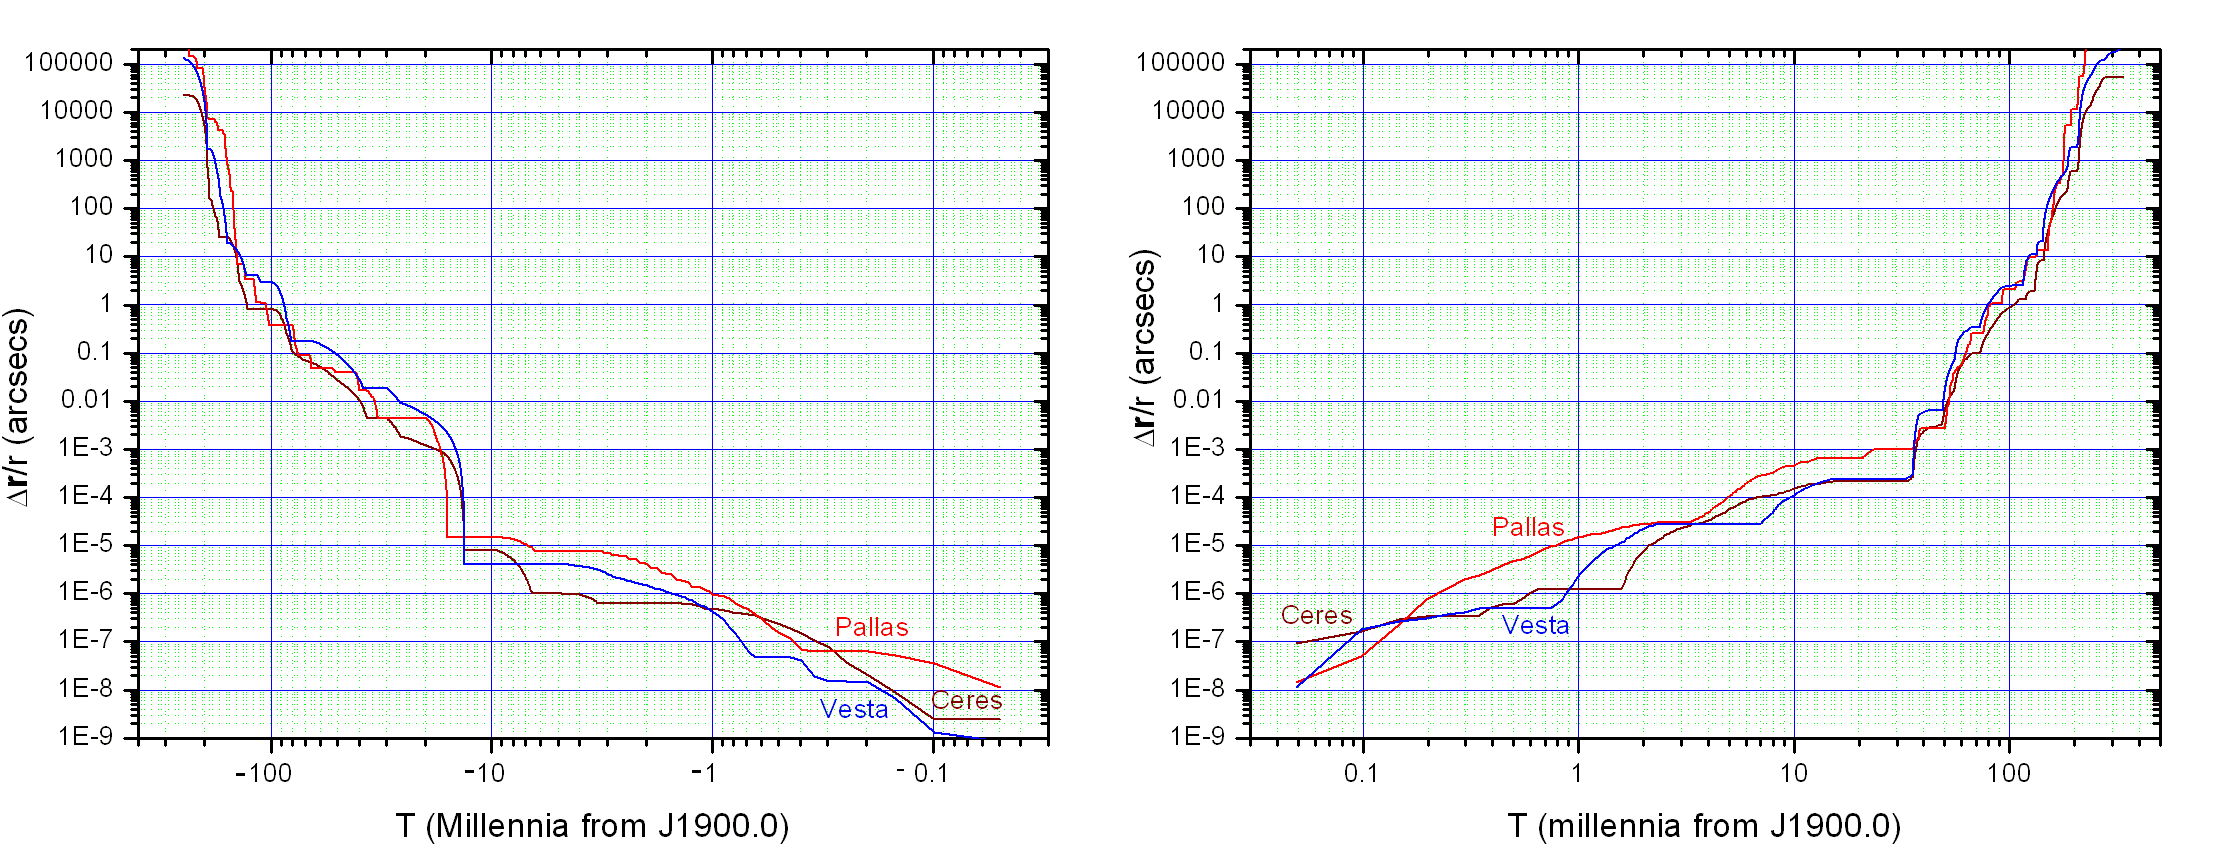 100000
10000
1000
100
10
1
0.1
0.01
1E-3
1E-4
1E-5
1E-6
1E-7
1E-8
1E-9
Δr/r (arcsecs)
Pallas
Ceres
Vesta
-100
-10
-1
-0.1
T (Millennia from J1900.0)
100000
10000
1000
100
10
1
0.1
0.01
1E-3
1E-4
1E-5
1E-6
1E-7
1E-8
1E-9
Δr/r (arcsecs)
Pallas
Ceres
Vesta
0.1
1
10
100
T (millennia from J1900.0)